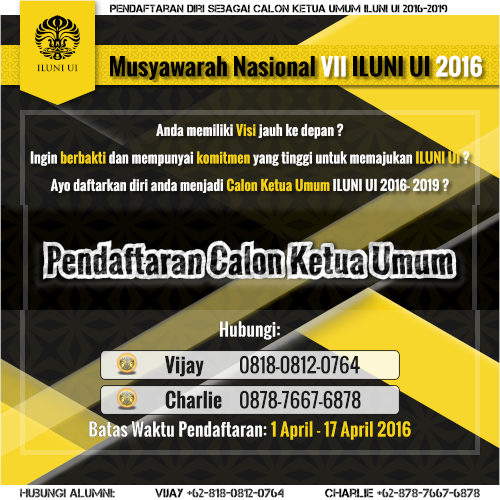 PENDAFTARAN DIRI SEBAGAI CALON KETUA UMUM ILUNI UI 2016-2019
ILUNI UI
Musyawarah Nasional VII ILUNI UI 2016
Anda memiliki Visi jauh ke depan ?
Ingin berbakti dan mempunyai komitmen yang tinggi untuk memajukan ILUNI UI ?
Ayo daftarkan diri anda menjadi Calon Ketua Umum ILUNI UI 2016- 2019 ?
Pendaftaran Calon Ketua Umum
Hubungi:
Vijay 0818-0812-0764
Charlie 0878-7667-6878
Batas Waktu Pendaftaran: 1 April - 17 April 2016
HUBUNGI ALUMNI: VIJAY +62-818-0812-0764 CHARLIE +62-878-7667-6878